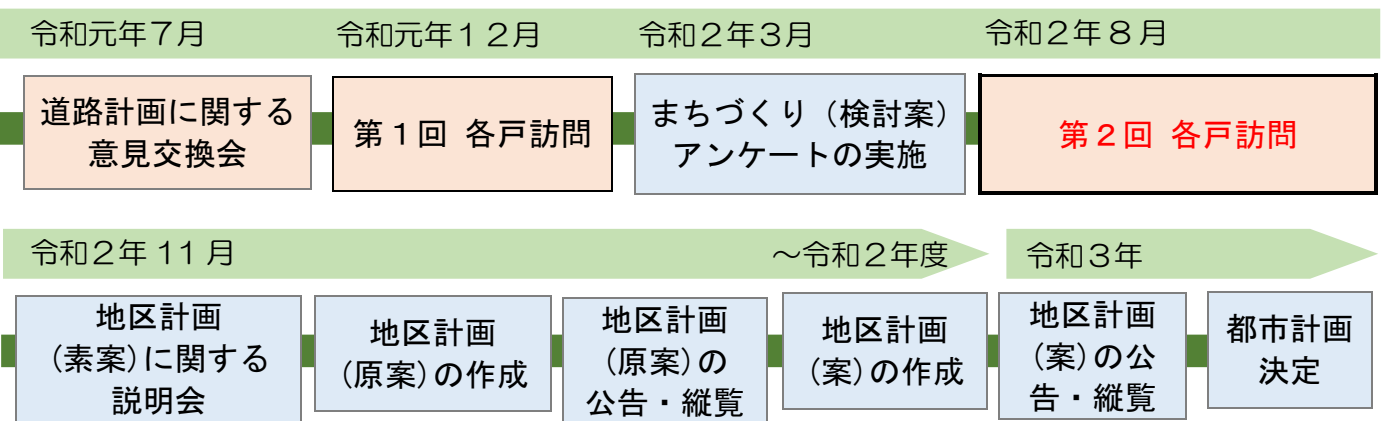 令和元年７月
令和元年１２月
令和２年３月
令和２年８月
道路計画に関する
意見交換会
第１回 各戸訪問
まちづくり（検討案）
アンケートの実施
第２回 各戸訪問
令和２年 11 月
～令和２年度
令和３年
地区計画
(素案)に関する
説明会
地区計画
(原案)の作成
地区計画
(原案)の
公告・縦覧
地区計画
(案)の作成
地区計画
(案)の公
告・縦覧
都市計画
決定